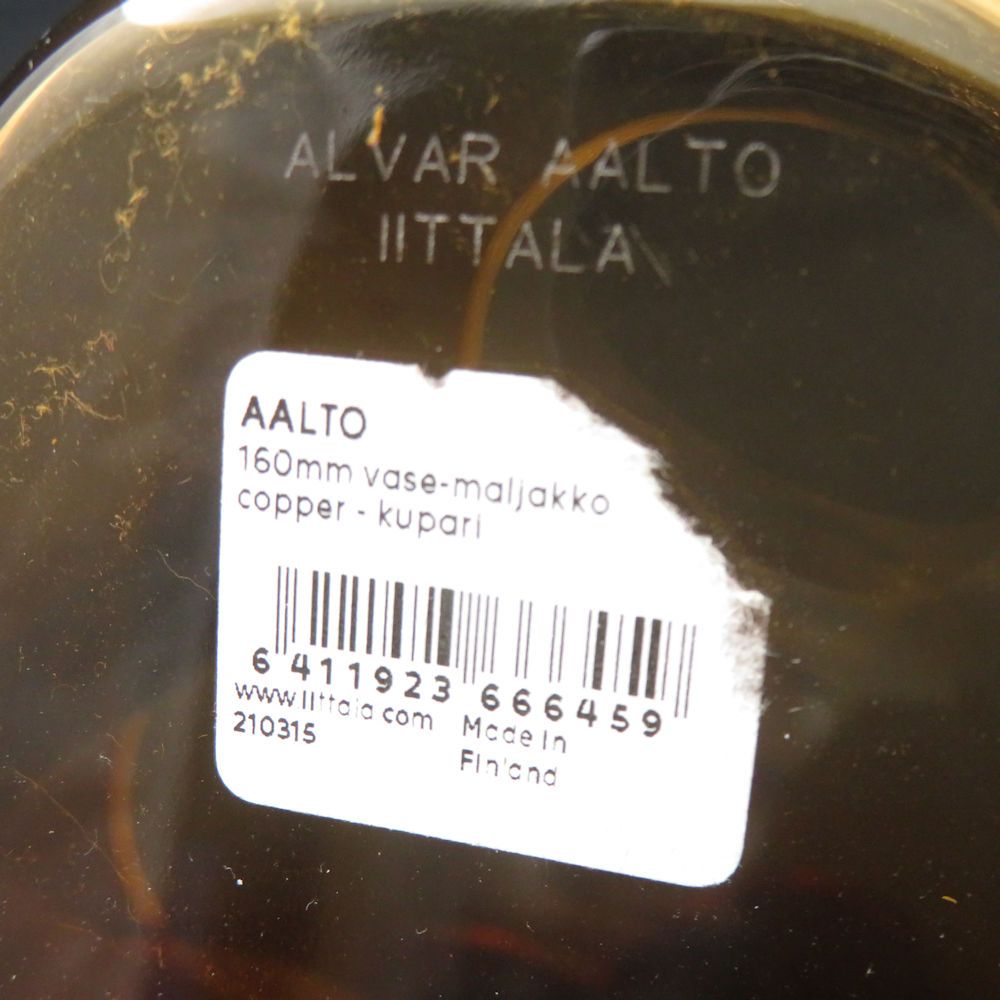 ALVAR AALTO
IITTALA
AALTO
160mm vase-maljakko
copper - kupari
6 411923 666459
www.iittala.com
210315
Made in
Finland